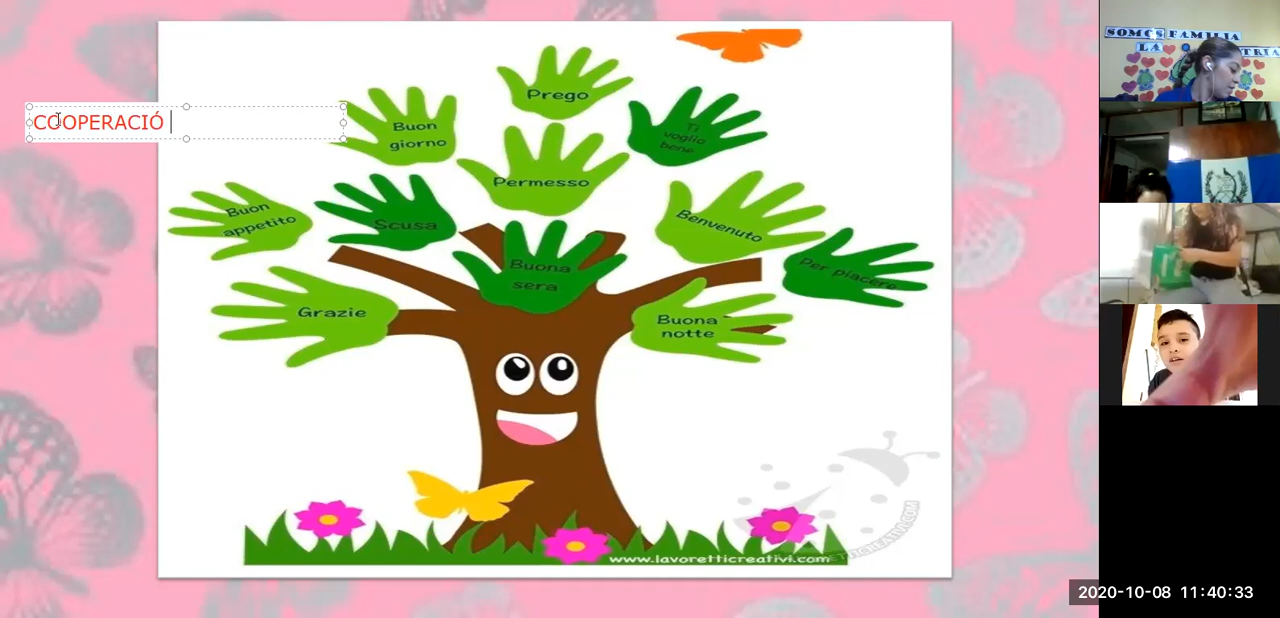 COOPERACIÓ
Prego
Buon
giorno
Ti
voglio
bene
Permesso
Buon
appetito
Scusa
Benvenuto
Buona
sera
Per piacere
Grazie
Buona
notte
www.lavoretticreativi.com
SOMOS FAMILIA
LA
2020-10-08 11:40:33